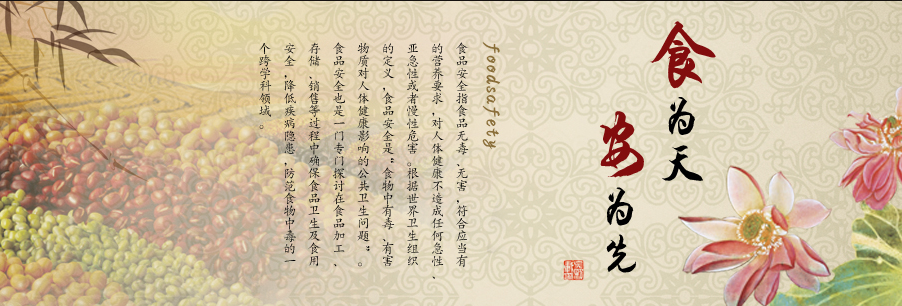 食为天
安为先
foodsafety
食品安全指食品无毒、无害，符合应当有
的营养要求，对人体健康不造成任何急性、
亚急性或者慢性危害。根据世界卫生组织
的定义，食品安全是“食物中有毒、有害
物质对人体健康影响的公共卫生问题”。
食品安全也是一门专门探讨在食品加工、
存储、销售等过程中确保食品卫生及食用
安全，降低疾病隐患，防范食物中毒的一
个跨学科领域。